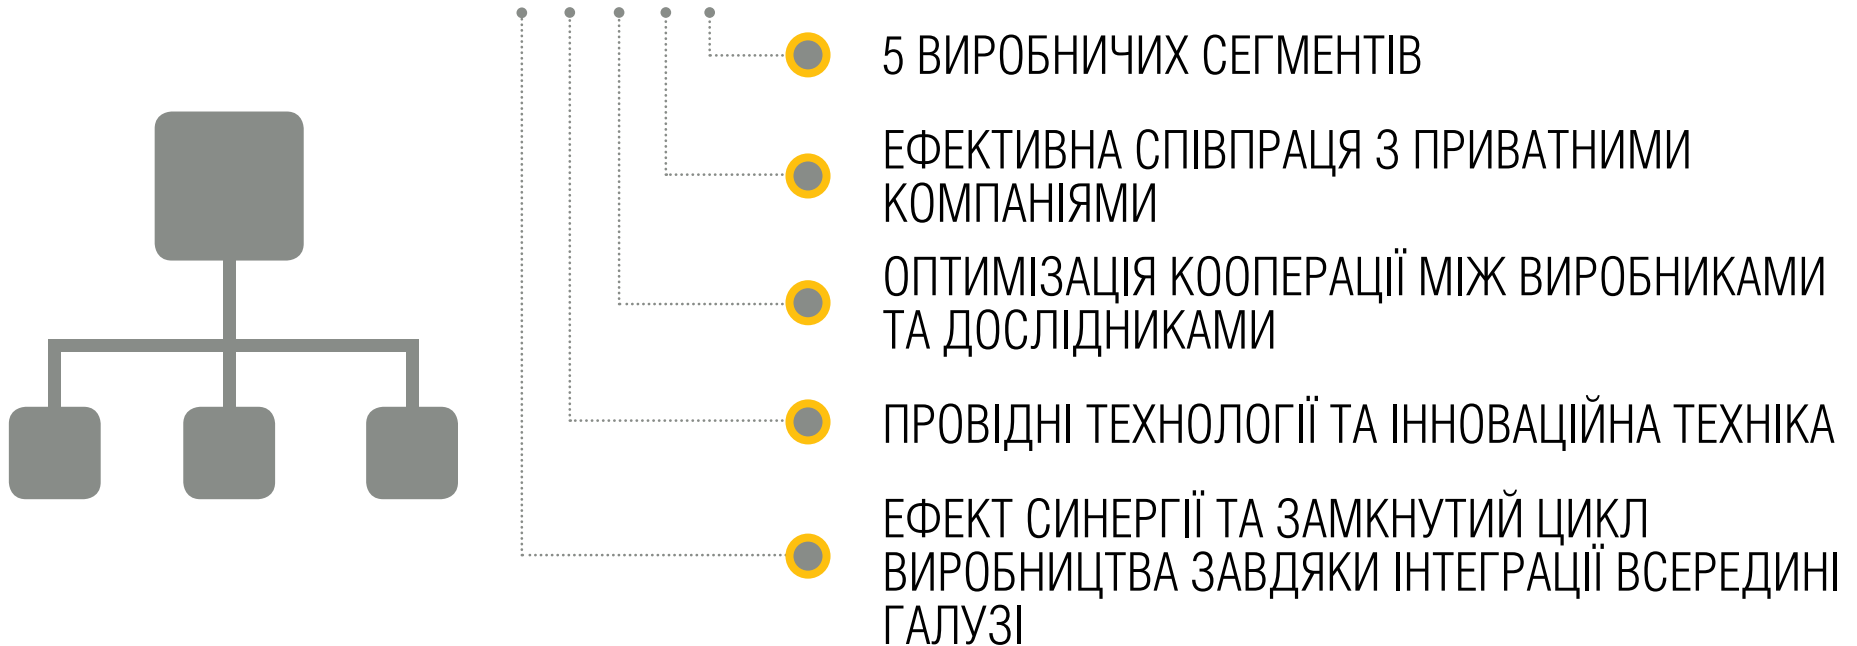 5 ВИРОБНИЧИХ СЕГМЕНТІВ
ЕФЕКТИВНА СПІВПРАЦЯ З ПРИВАТНИМИ
КОМПАНІЯМИ
ОПТИМІЗАЦІЯ КООПЕРАЦІЇ МІЖ ВИРОБНИКАМИ
ТА ДОСЛІДНИКАМИ
ПРОВІДНІ ТЕХНОЛОГІЇ ТА ІННОВАЦІЙНА ТЕХНІКА
ЕФЕКТ СИНЕРГІЇ ТА ЗАМКНУТИЙ ЦИКЛ
ВИРОБНИЦТВА ЗАВДЯКИ ІНТЕГРАЦІЇ ВСЕРЕДИНІ
ГАЛУЗІ